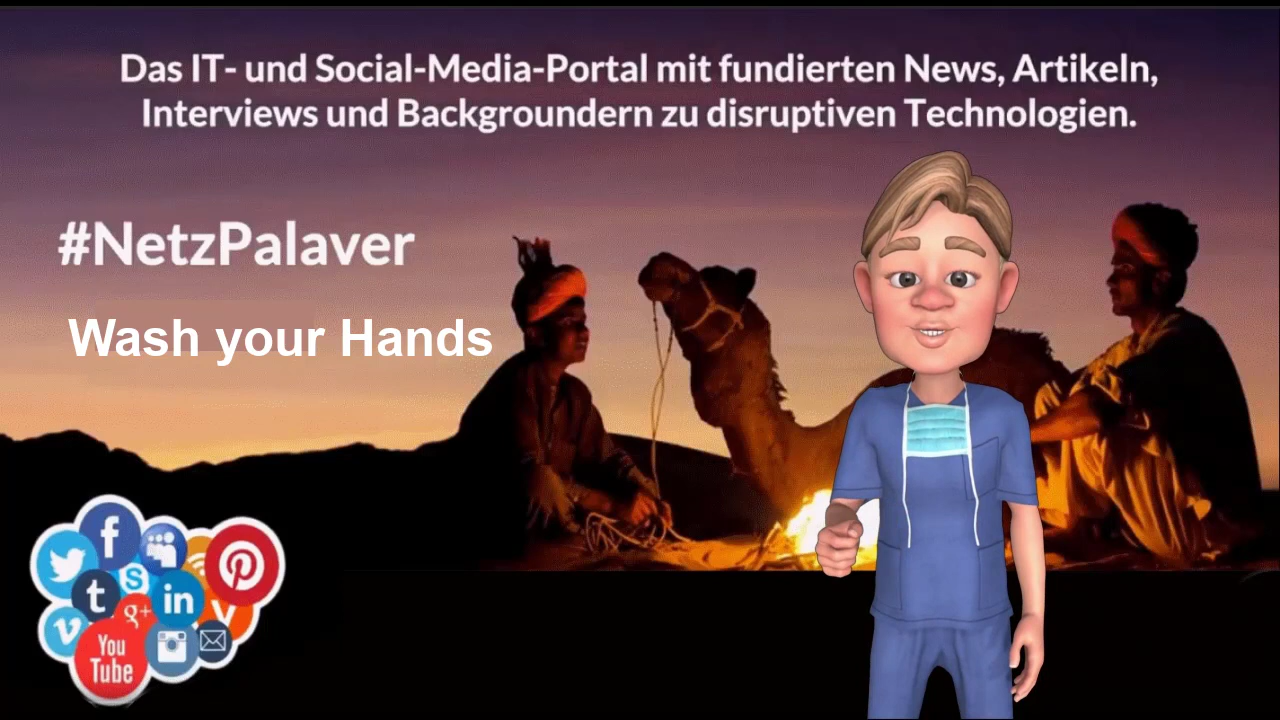 Das IT- und Social-Media-Portal mit fundierten News, Artikeln,
Interviews und Backgroundern zu disruptiven Technologien.
#NetzPalaver
Wash your Hands
f
t
S
g+
in
V
You
Tube